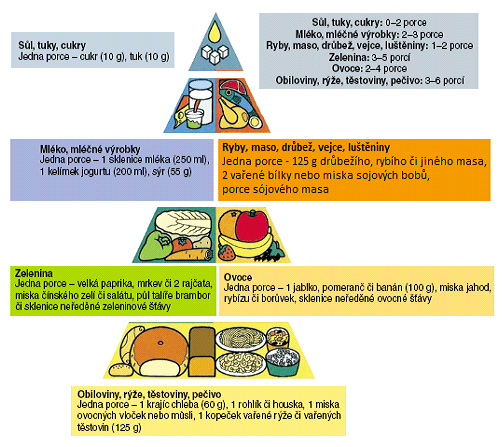 Sůl, tuky, cukry: 0–2 porce
Mléko, mléčné výrobky: 2–3 porce
Ryby, maso, drůbež, vejce, luštěniny: 1–2 porce
Zelenina: 3–5 porcí
Ovoce: 2–4 porce
Obiloviny, rýže, těstoviny, pečivo: 3–6 porcí
Sůl, tuky, cukry
Jedna porce – cukr (10 g), tuk (10 g)
Mléko, mléčné výrobky
Jedna porce – 1 sklenice mléka (250 ml),
1 kelímek jogurtu (200 ml), sýr (55 g)
Ryby, maso, drubež, vejce, luštěniny
Jedna porce - 125 g drůbežího, rybího či jiného masa,
2 vařené bílky nebo miska sojových bobů,
porce sójového masa
Zelenina
Jedna porce – velká paprika, mrkev či 2 rajčata,
miska čínského zelí či salátu, půl talíře brambor
či sklenice neředěné zeleninové šťávy
Ovoce
Jedna porce – 1 jablko, pomeranč či banán (100 g), miska jahod,
rybízu či borůvek, sklenice neředěné ovocné šťávy
Obiloviny, rýže, těstoviny, pečivo
Jedna porce – 1 krajíc chleba (60 g), 1 rohlík či houska, 1 miska
ovocných vloček nebo műsli, 1 kopeček vařené rýže či vařených
těstovin (125 g)